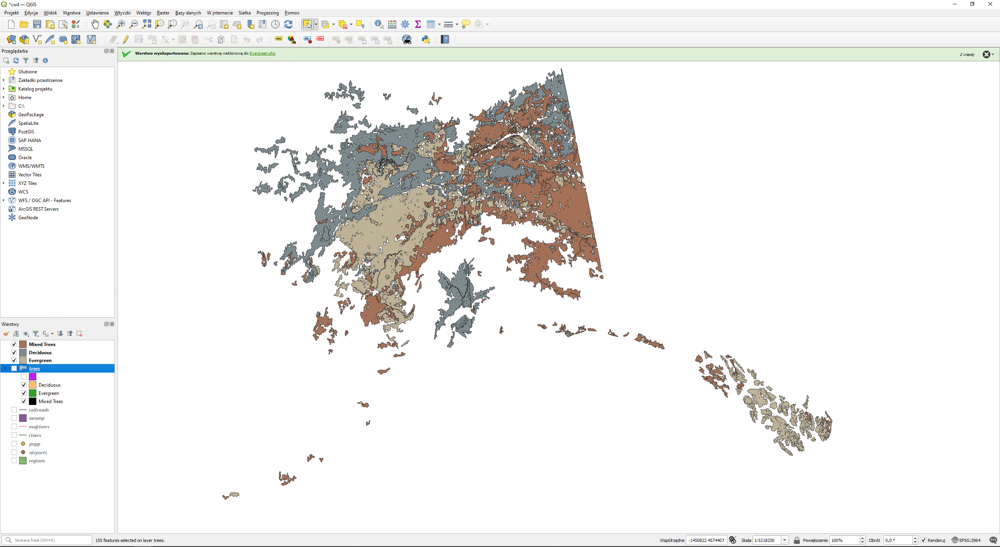 *cw4 — QGIS
Projekt Edycja Widok Warstwa Ustawienia Wtyczki Wektor Raster Bazy danych W internecie Siatka Processing Pomoc
Przeglądarka
Warstwa wyeksportowana: Zapisano warstwę wektorową do Evergreen.shp
2 więcej
Ulubione
Zakładki przestrzenne
Katalog projektu
Home
C:\
GeoPackage
SpatiaLite
PostGIS
SAP HANA
MSSQL
Oracle
WMS/WMTS
Vector Tiles
XYZ Tiles
WCS
WFS / OGC API - Features
ArcGIS REST Servers
GeoNode
Warstwy
Mixed Trees
Deciduous
Evergreen
trees
Deciduous
Evergreen
Mixed Trees
railroads
swamp
majrivers
rivers
popp
airports
regions
Szukana fraza (Ctrl+K)
155 features selected on layer trees.
Współrzędne -1450822 4574407
Skala 1:5218250
Powiększenie 100%
Obrót 0,0 °
Renderuj
EPSG:2964